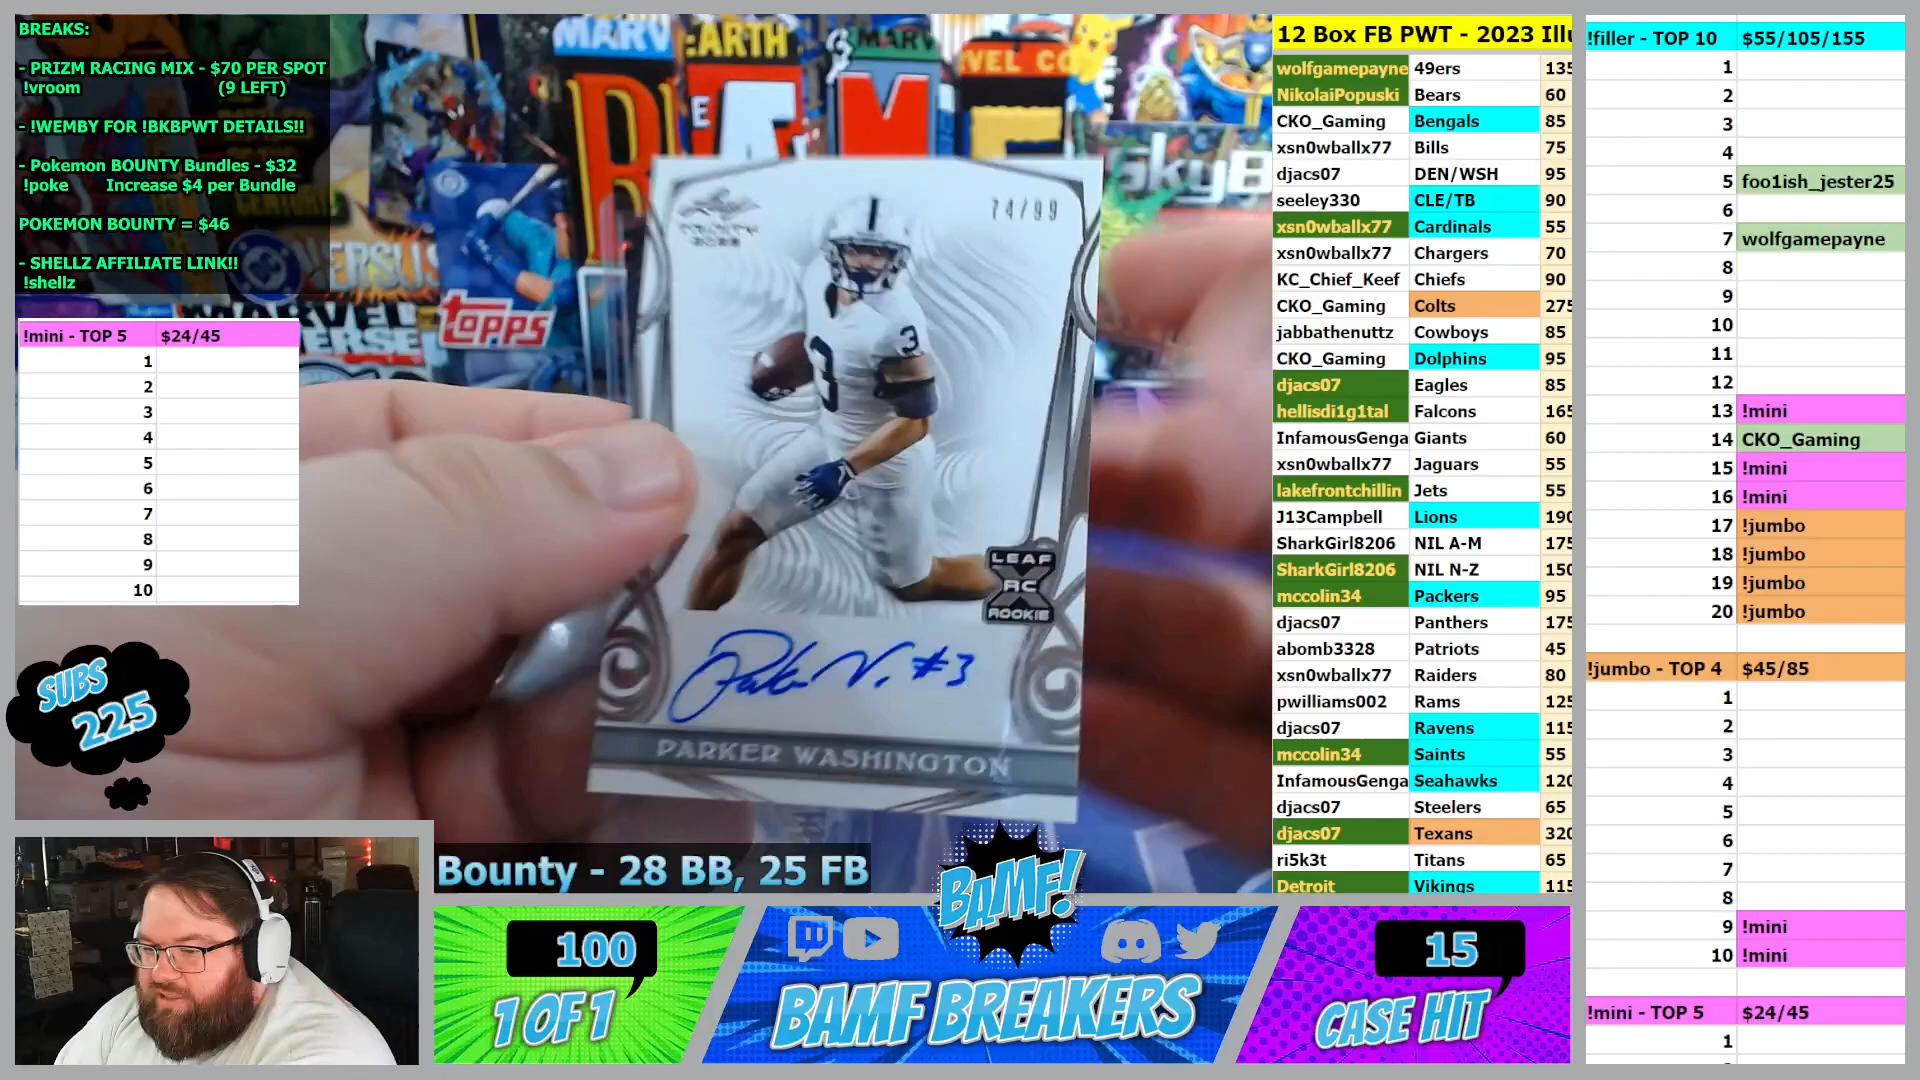 BREAKS:
- PRIZM RACING MIX - $70 PER SPOT
!vroom (9 LEFT)
- !WEMBY FOR !BKBPWT DETAILS!!
- Pokemon BOUNTY Bundles - $32
!poke Increase $4 per Bundle
POKEMON BOUNTY = $46
- SHELLZ AFFILIATE LINK!!
!shellz
!mini - TOP 5 $24/45
1
2
3
4
5
6
7
8
9
10
SUBS
225
MARV
EARTH
MARV
VEL CO
BAME
topps
74/99
3
3
LEAF
RC
ROOKIE
#3
PARKER WASHINGTON
Bounty - 28 BB, 25 FB
BAMF!
100
1 OF 1
BAMF BREAKERS
15
CASE HIT
12 Box FB PWT - 2023 Illu
wolfgamepayne 49ers 135
NikolaiPopuski Bears 60
CKO_Gaming Bengals 85
xsn0wballx77 Bills 75
djacs07 DEN/WSH 95
seeley330 CLE/TB 90
xsn0wballx77 Cardinals 55
xsn0wballx77 Chargers 70
KC_Chief_Keef Chiefs 90
CKO_Gaming Colts 275
jabbathenuttz Cowboys 85
CKO_Gaming Dolphins 95
djacs07 Eagles 85
hellisdi1g1tal Falcons 165
InfamousGenga Giants 60
xsn0wballx77 Jaguars 55
lakefrontchillin Jets 55
J13Campbell Lions 190
SharkGirl8206 NIL A-M 175
SharkGirl8206 NIL N-Z 150
mccolin34 Packers 95
djacs07 Panthers 175
abomb3328 Patriots 45
xsn0wballx77 Raiders 80
pwilliams002 Rams 125
djacs07 Ravens 115
mccolin34 Saints 55
InfamousGenga Seahawks 120
djacs07 Steelers 65
djacs07 Texans 320
ri5k3t Titans 65
Detroit Vikings 115
!filler - TOP 10 $55/105/155
1
2
3
4
5 foo1ish_jester25
6
7 wolfgamepayne
8
9
10
11
12
13 !mini
14 CKO_Gaming
15 !mini
16 !mini
17 !jumbo
18 !jumbo
19 !jumbo
20 !jumbo
!jumbo - TOP 4 $45/85
1
2
3
4
5
6
7
8
9 !mini
10 !mini
!mini - TOP 5 $24/45
1